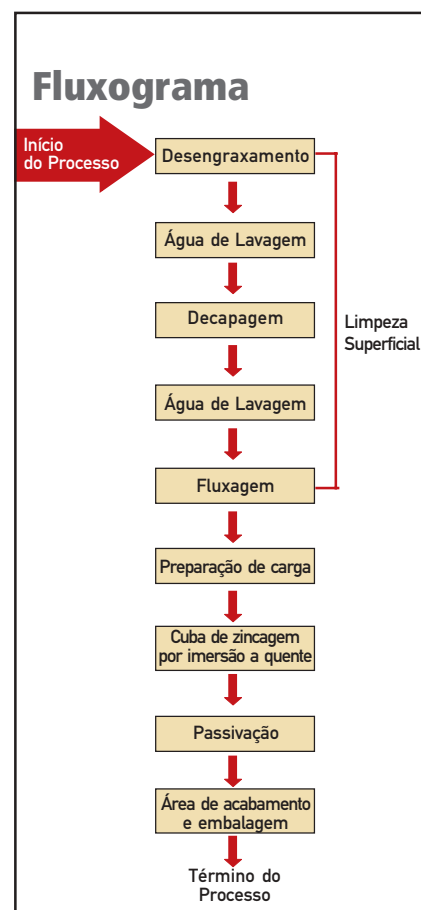 Fluxograma
Início
do Processo
Desengraxamento
Água de Lavagem
Decapagem
Limpeza
Superficial
Água de Lavagem
Fluxagem
Preparação de carga
Cuba de zincagem
por imersão a quente
Passivação
Área de acabamento
e embalagem
Término do
Processo